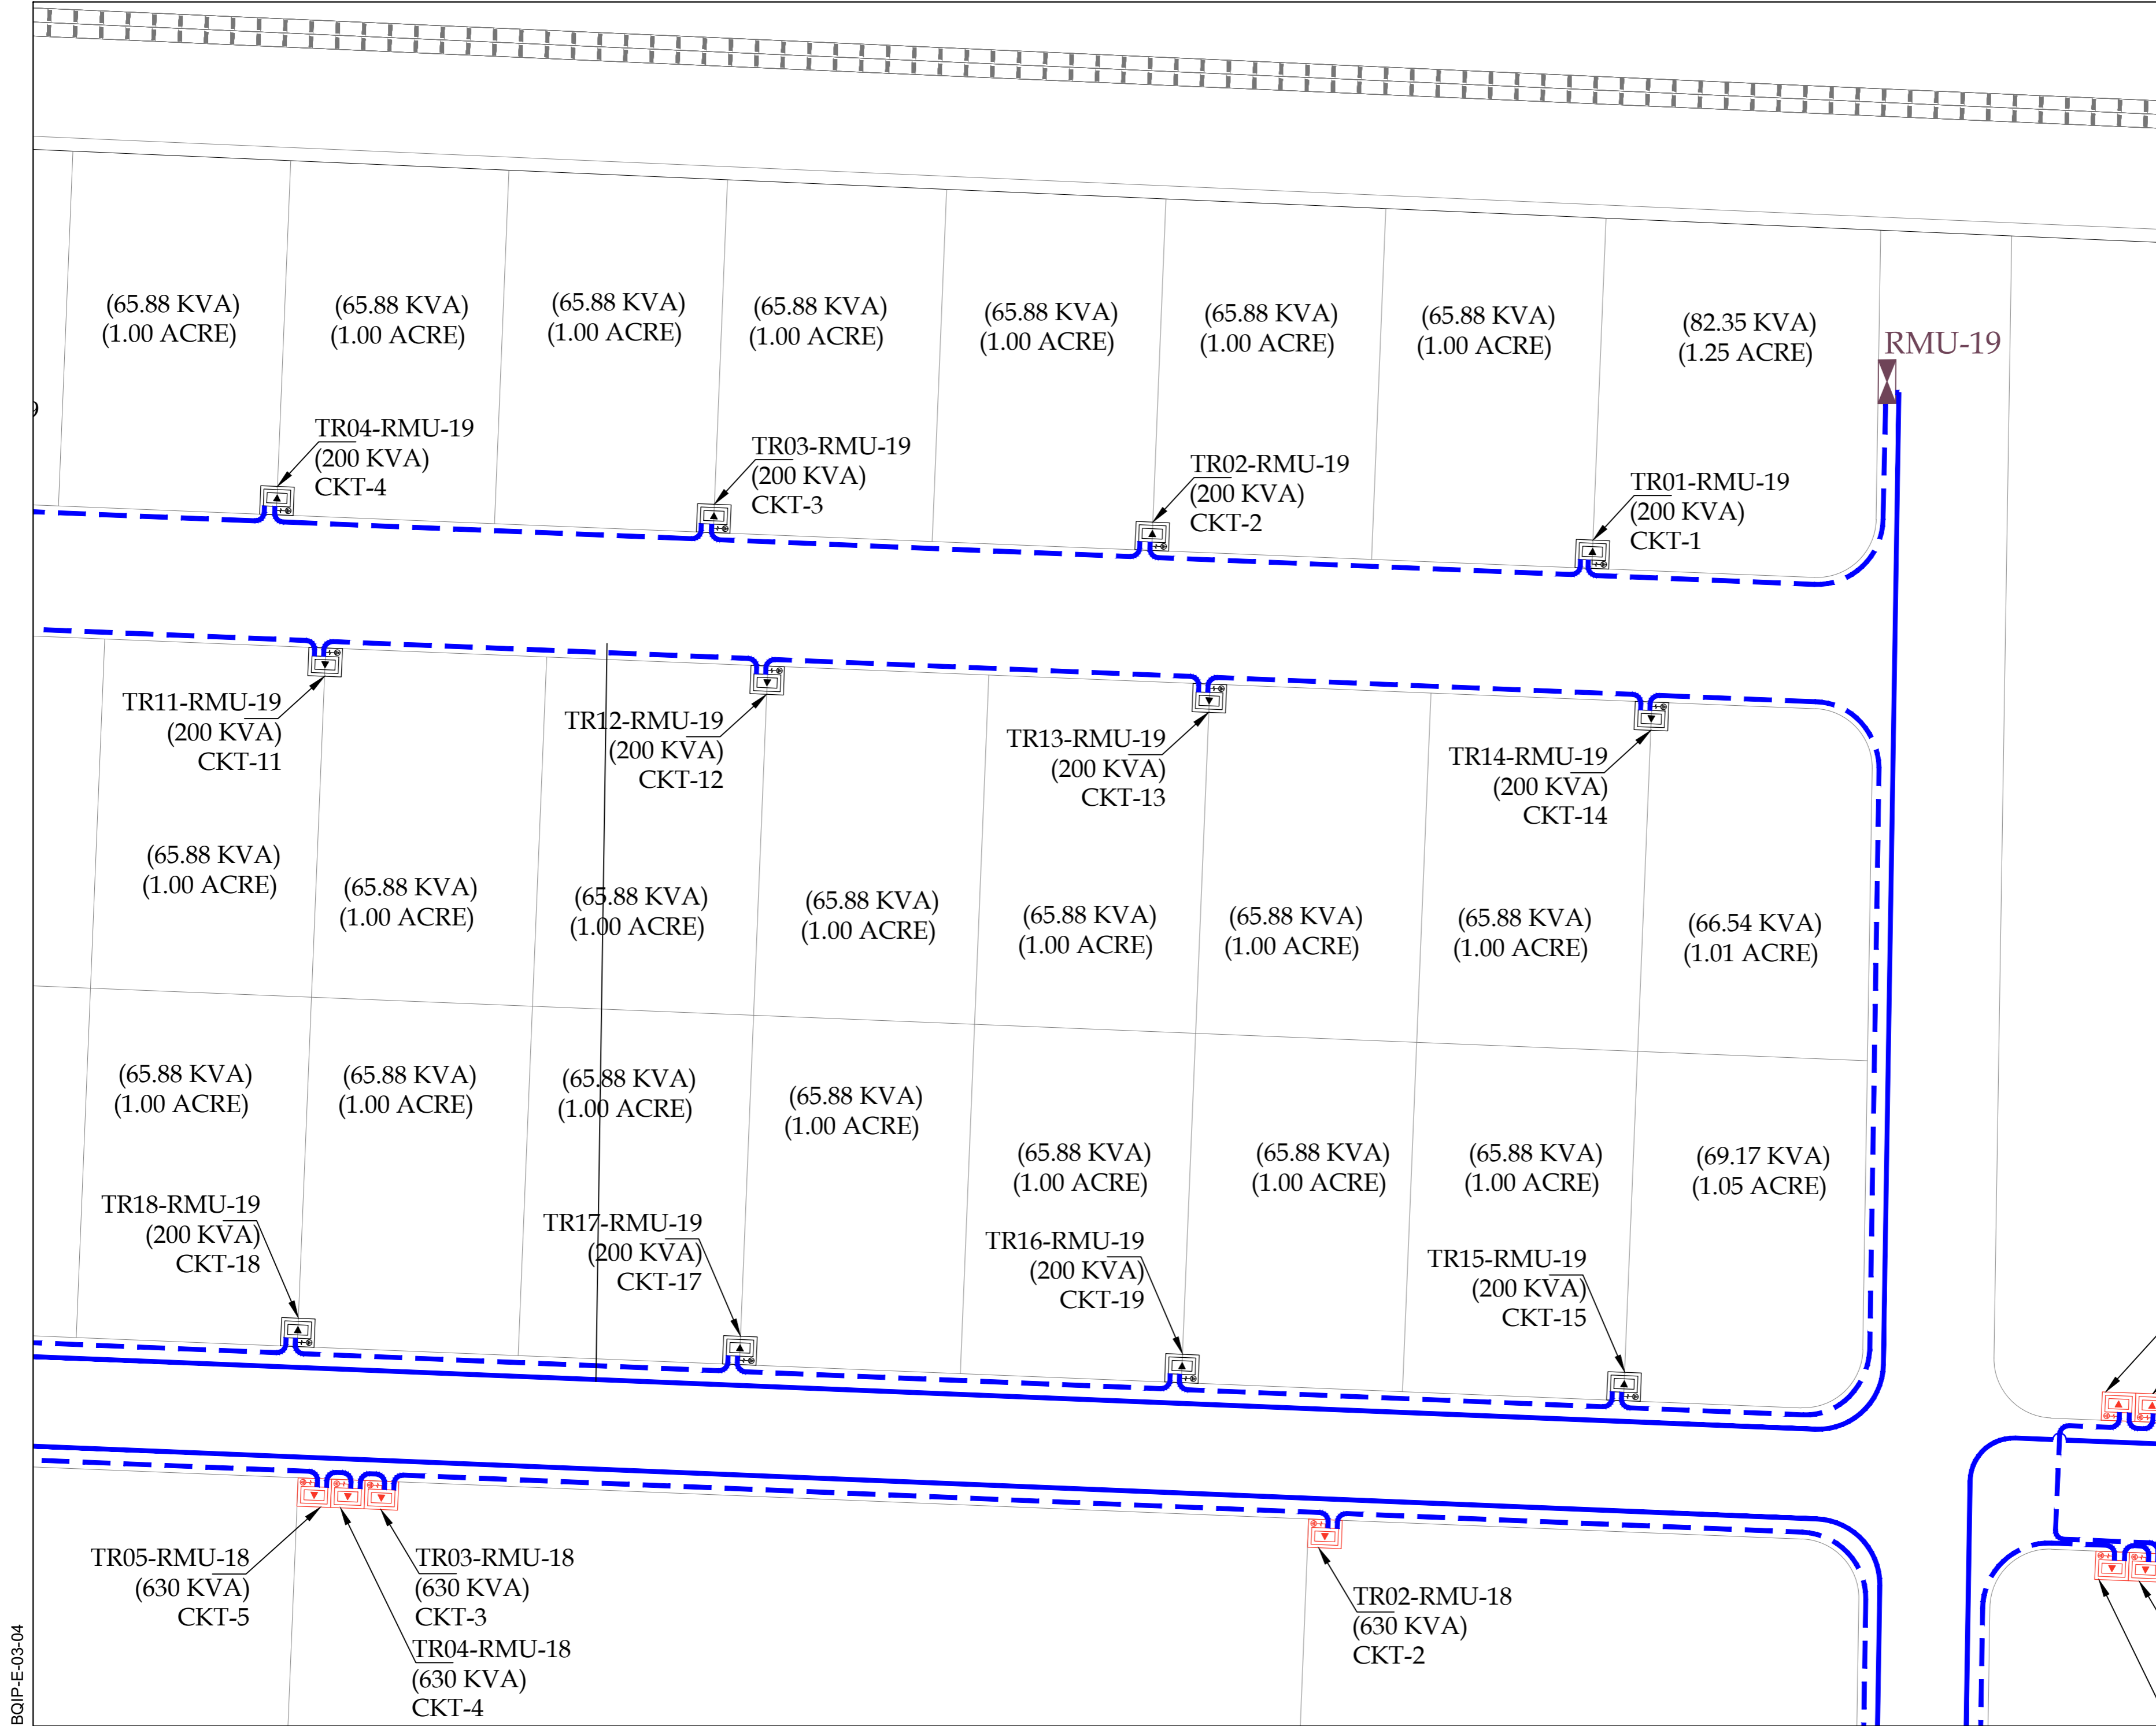 (65.88 KVA)
(1.00 ACRE)
(65.88 KVA)
(1.00 ACRE)
(65.88 KVA)
(1.00 ACRE)
(65.88 KVA)
(1.00 ACRE)
(65.88 KVA)
(1.00 ACRE)
(65.88 KVA)
(1.00 ACRE)
(65.88 KVA)
(1.00 ACRE)
(82.35 KVA)
(1.25 ACRE)
RMU-19
TR04-RMU-19
(200 KVA)
CKT-4
TR03-RMU-19
(200 KVA)
CKT-3
TR02-RMU-19
(200 KVA)
CKT-2
TR01-RMU-19
(200 KVA)
CKT-1
TR11-RMU-19
(200 KVA)
CKT-11
TR12-RMU-19
(200 KVA)
CKT-12
TR13-RMU-19
(200 KVA)
CKT-13
TR14-RMU-19
(200 KVA)
CKT-14
(65.88 KVA)
(1.00 ACRE)
(65.88 KVA)
(1.00 ACRE)
(65.88 KVA)
(1.00 ACRE)
(65.88 KVA)
(1.00 ACRE)
(65.88 KVA)
(1.00 ACRE)
(65.88 KVA)
(1.00 ACRE)
(65.88 KVA)
(1.00 ACRE)
(66.54 KVA)
(1.01 ACRE)
(65.88 KVA)
(1.00 ACRE)
(65.88 KVA)
(1.00 ACRE)
(65.88 KVA)
(1.00 ACRE)
(65.88 KVA)
(1.00 ACRE)
(65.88 KVA)
(1.00 ACRE)
(65.88 KVA)
(1.00 ACRE)
(65.88 KVA)
(1.00 ACRE)
(69.17 KVA)
(1.05 ACRE)
TR18-RMU-19
(200 KVA)
CKT-18
TR17-RMU-19
(200 KVA)
CKT-17
TR16-RMU-19
(200 KVA)
CKT-19
TR15-RMU-19
(200 KVA)
CKT-15
TR05-RMU-18
(630 KVA)
CKT-5
TR03-RMU-18
(630 KVA)
CKT-3
TR04-RMU-18
(630 KVA)
CKT-4
TR02-RMU-18
(630 KVA)
CKT-2
BQIP-E-03-04